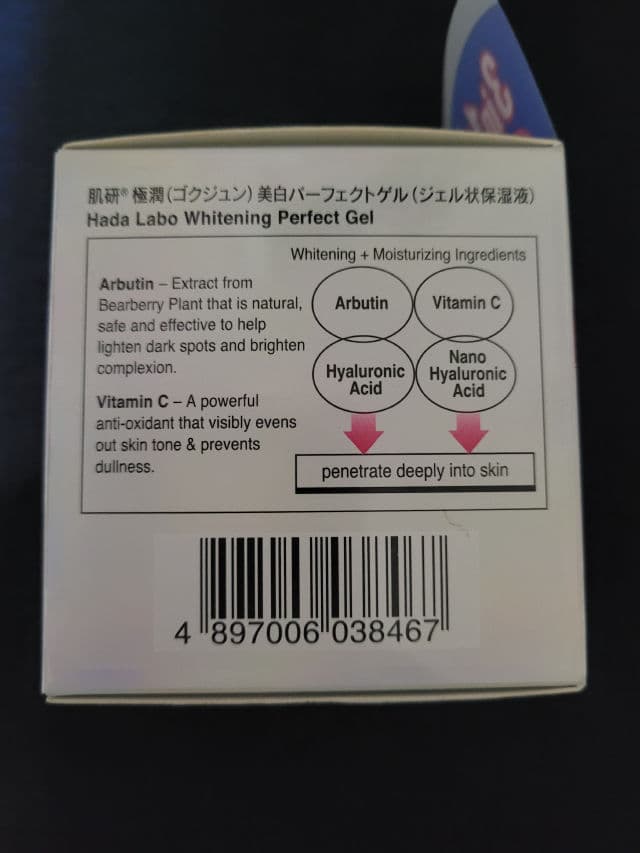 肌研® 極潤(ゴクジュン) 美白パーフェクトゲル(ジェル状保湿液)
Hada Labo Whitening Perfect Gel
Whitening + Moisturizing Ingredients
Arbutin – Extract from
Bearberry Plant that is natural,
safe and effective to help
lighten dark spots and brighten
complexion.
Vitamin C – A powerful
anti-oxidant that visibly evens
out skin tone & prevents
dullness.
Arbutin
Vitamin C
Hyaluronic
Acid
Nano
Hyaluronic
Acid
penetrate deeply into skin
4 897006 038467